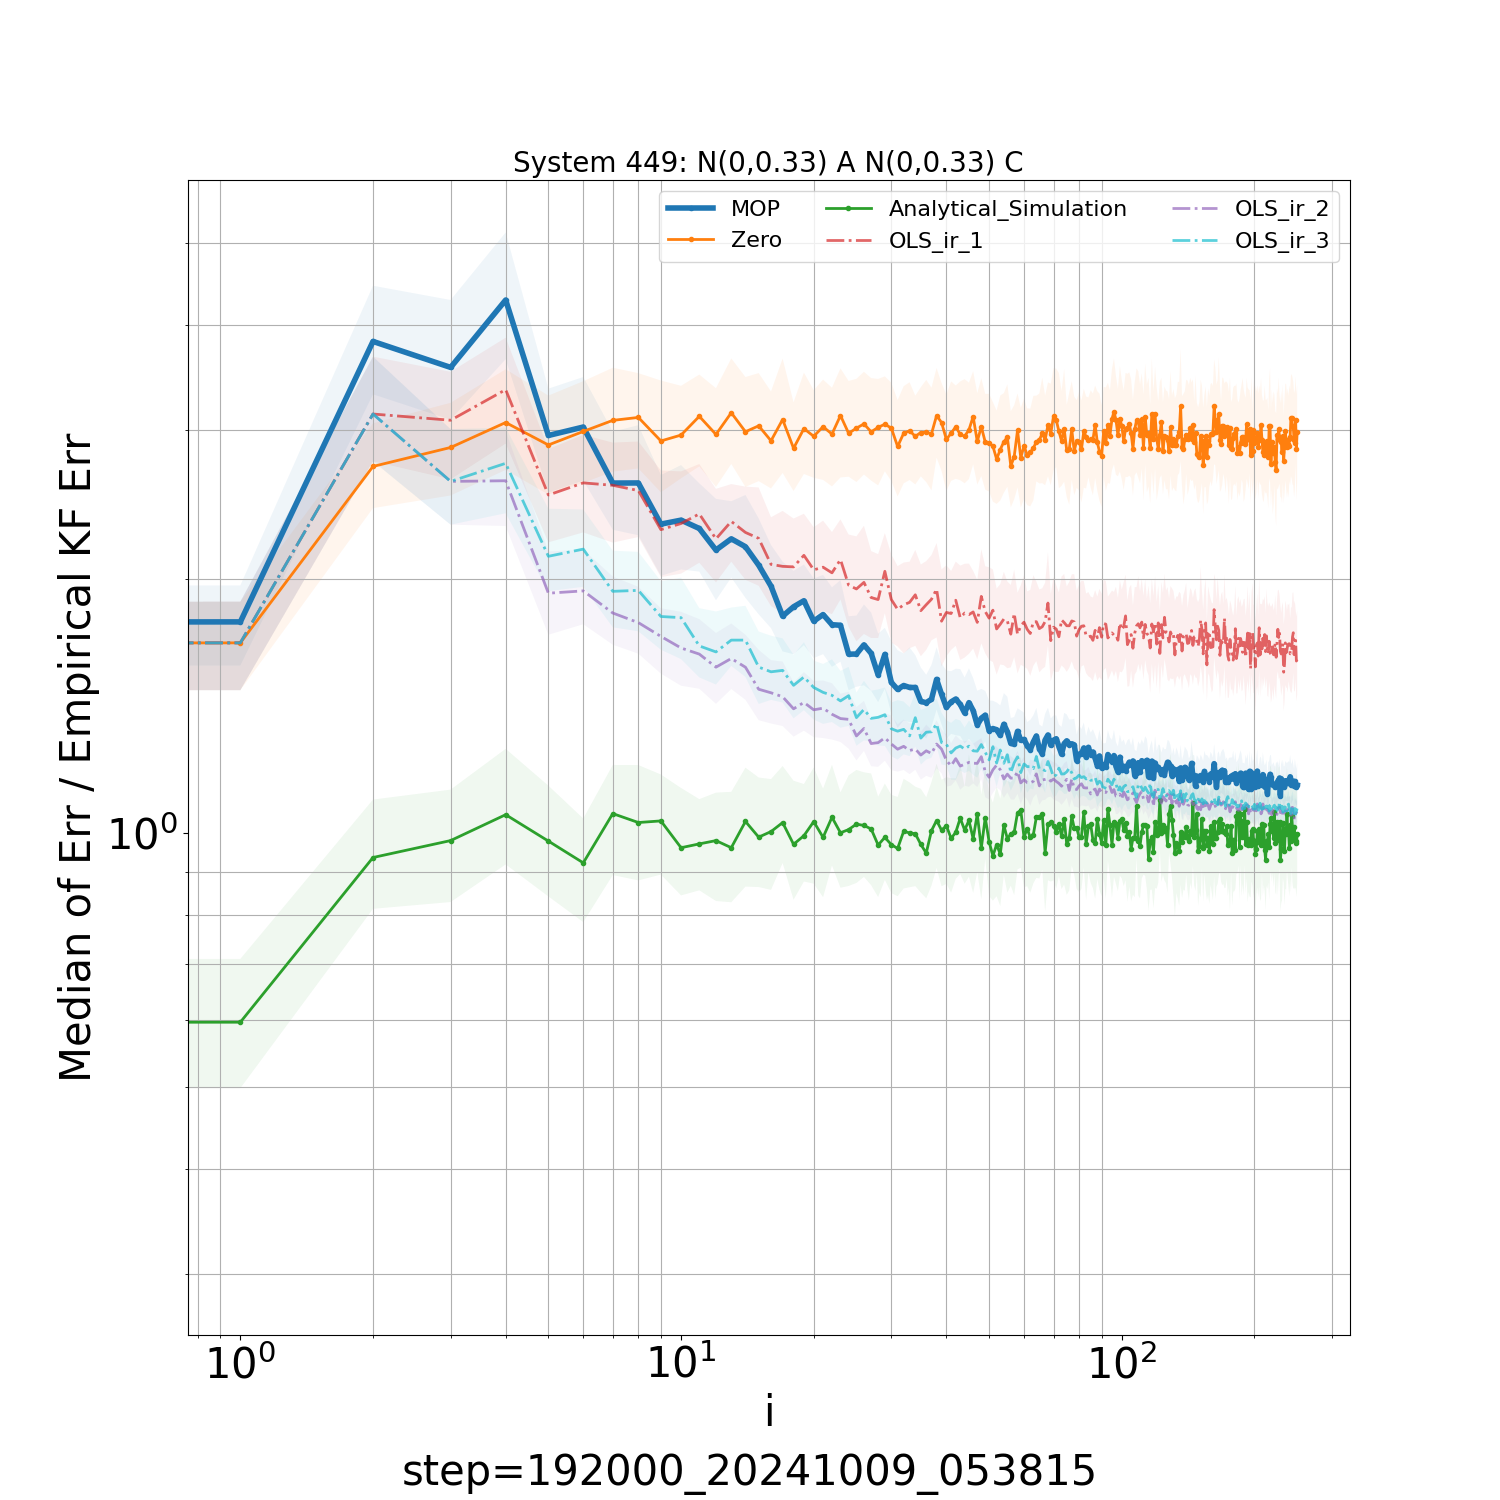 System 449: N(0,0.33) A N(0,0.33) C
MOP
Zero
Analytical_Simulation
OLS_ir_1
OLS_ir_2
OLS_ir_3
Median of Err / Empirical KF Err
10⁰
10⁰
10¹
10²
i
step=192000_20241009_053815